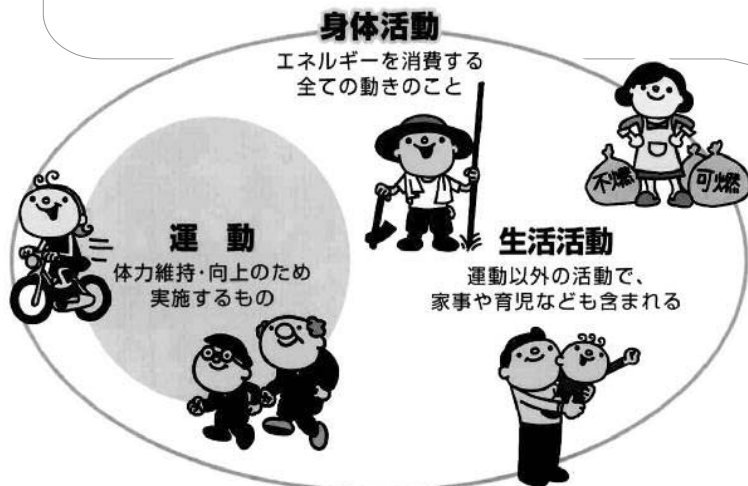 身体活動
エネルギーを消費する
全ての動きのこと
不燃
可燃
運動
体力維持・向上のため
実施するもの
生活活動
運動以外の活動で、
家事や育児なども含まれる